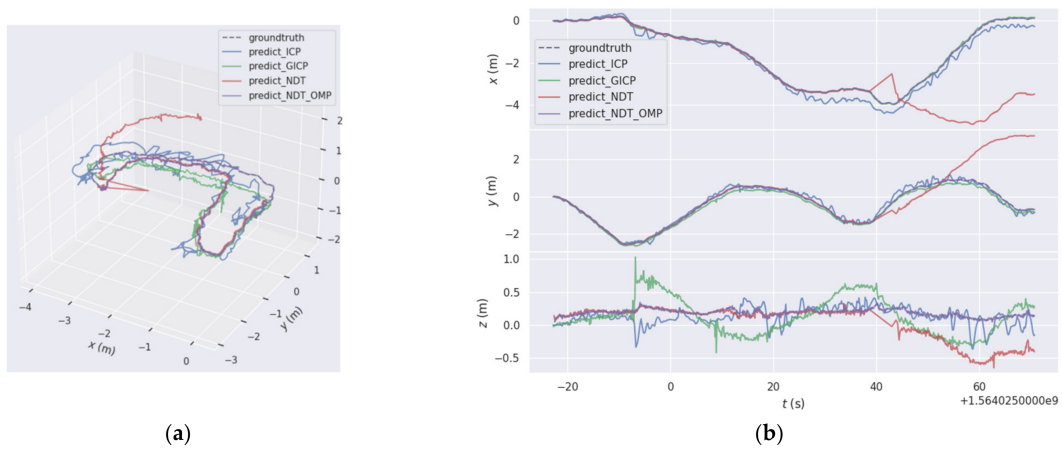 groundtruth
predict_ICP
predict_GICP
predict_NDT
predict_NDT_OMP
2
1
0
−1
−2
1
0
−1
−2
−3
y (m)
−4
−3
−2
−1
0
x (m)
(a)
0
−2
−4
x (m)
groundtruth
predict_ICP
predict_GICP
predict_NDT
predict_NDT_OMP
2
0
−2
y (m)
1.0
0.5
0.0
−0.5
z (m)
−20 0 20 40 60
+1.5640250000e9
t (s)
(b)